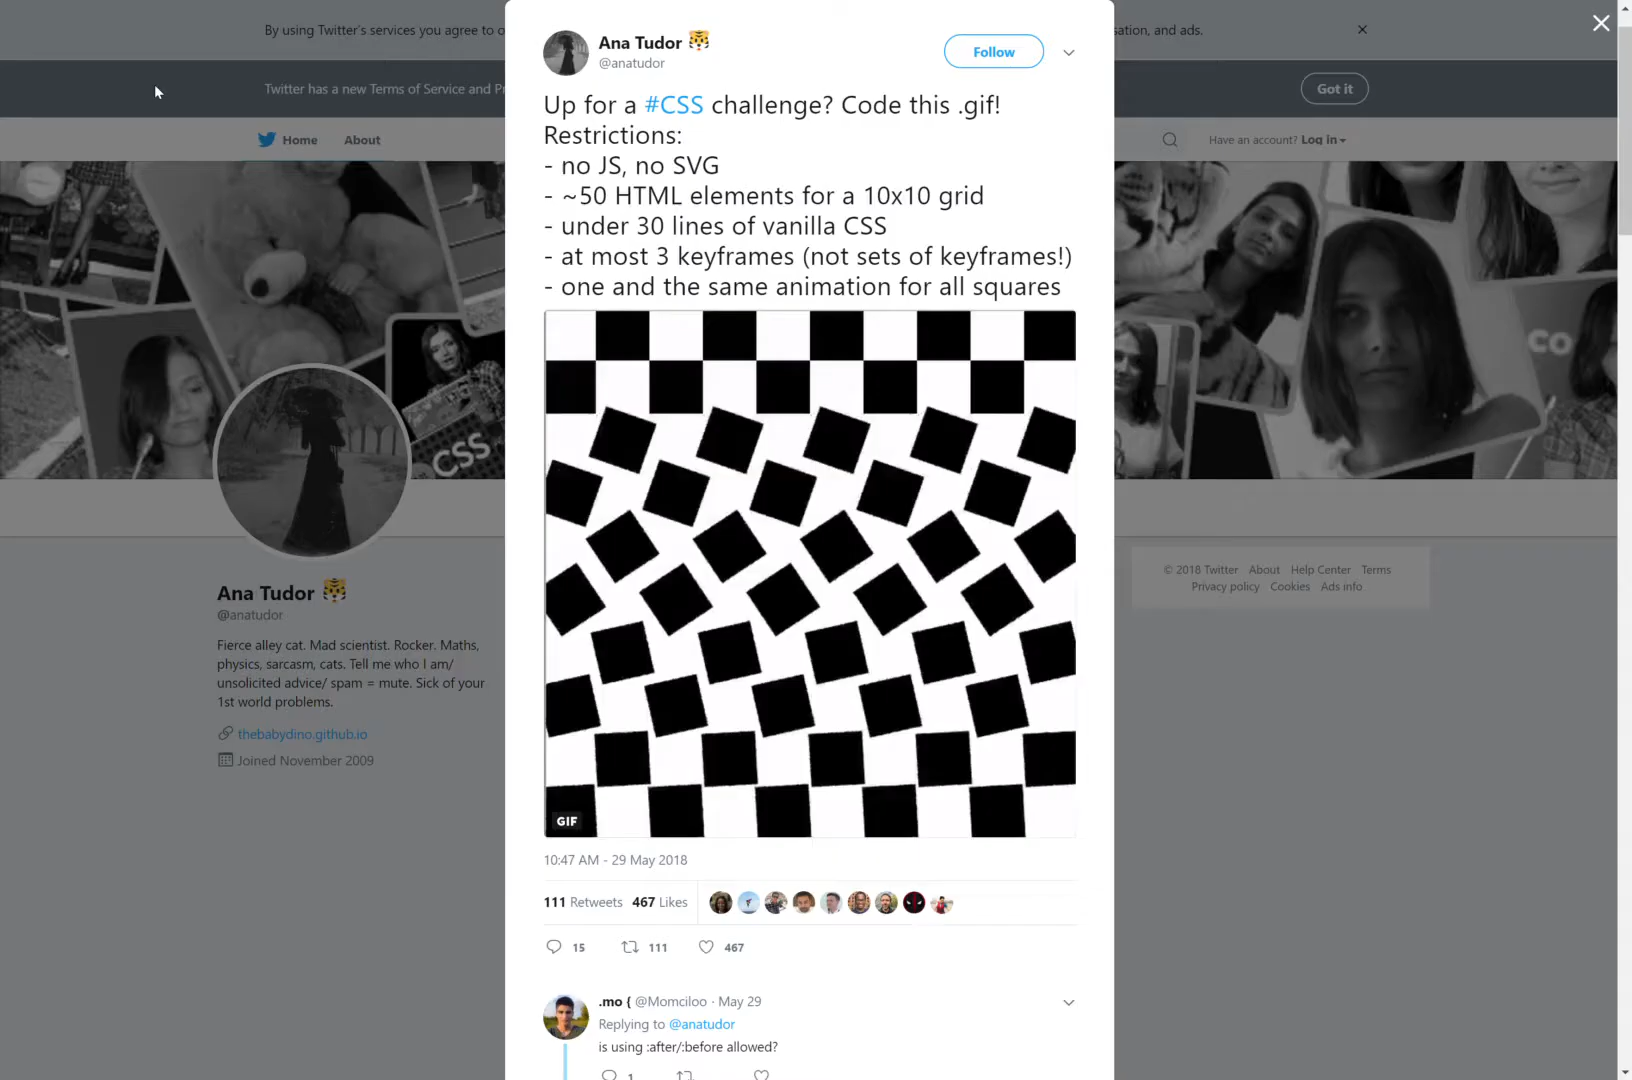 By using Twitter's services you agree to o
sation, and ads.
Twitter has a new Terms of Service and Pr
Got it
Home
About
Have an account? Log in
CSS
CO
Ana Tudor
@anatudor
Follow
Up for a #CSS challenge? Code this .gif!
Restrictions:
- no JS, no SVG
- ~50 HTML elements for a 10x10 grid
- under 30 lines of vanilla CSS
- at most 3 keyframes (not sets of keyframes!)
- one and the same animation for all squares
GIF
10:47 AM - 29 May 2018
111 Retweets 467 Likes
15
111
467
.mo { @Momciloo · May 29
Replying to @anatudor
is using :after/:before allowed?
1
Ana Tudor
@anatudor
Fierce alley cat. Mad scientist. Rocker. Maths,
physics, sarcasm, cats. Tell me who I am/
unsolicited advice/ spam = mute. Sick of your
1st world problems.
thebabydino.github.io
Joined November 2009
© 2018 Twitter About Help Center Terms
Privacy policy Cookies Ads info